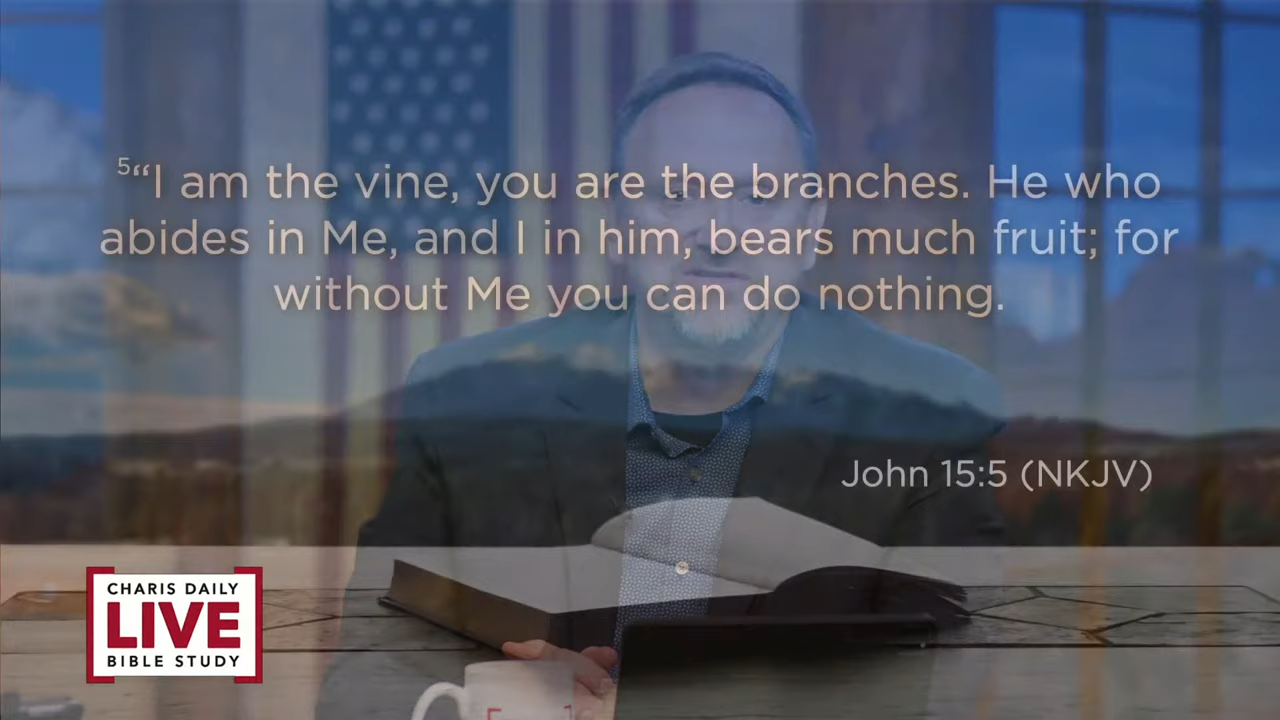 ⁵“I am the vine, you are the branches. He who
abides in Me, and I in him, bears much fruit; for
without Me you can do nothing.
John 15:5 (NKJV)
CHARIS DAILY
LIVE
BIBLE STUDY